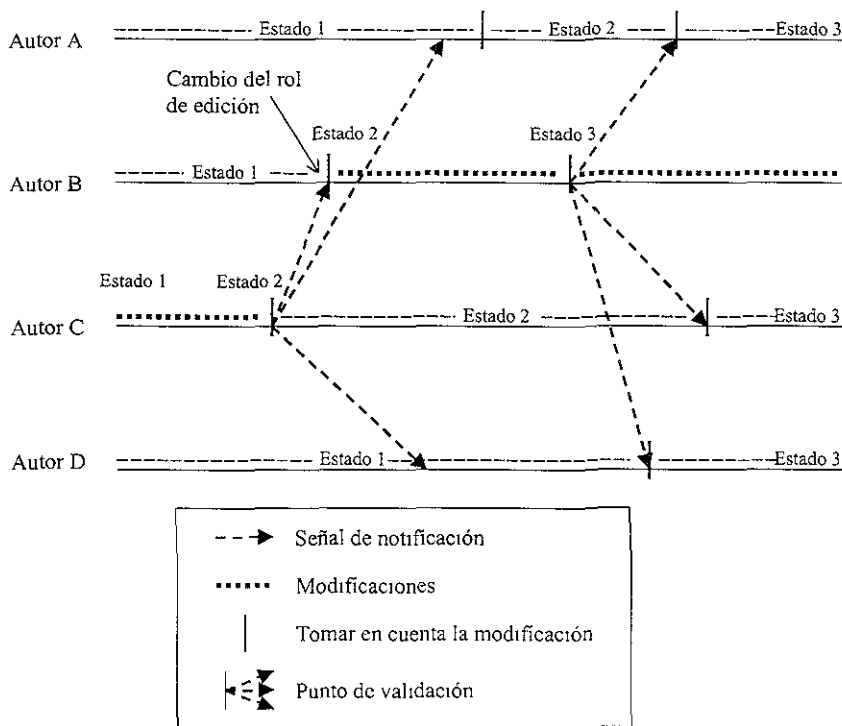 Estado 1
Estado 2
Estado 3
Autor A
Cambio del rol
de edición
Estado 2
Estado 3
Estado 1
Autor B
Estado 1
Estado 2
Estado 2
Estado 3
Autor C
Estado 1
Estado 3
Autor D
Señal de notificación
Modificaciones
Tomar en cuenta la modificación
Punto de validación